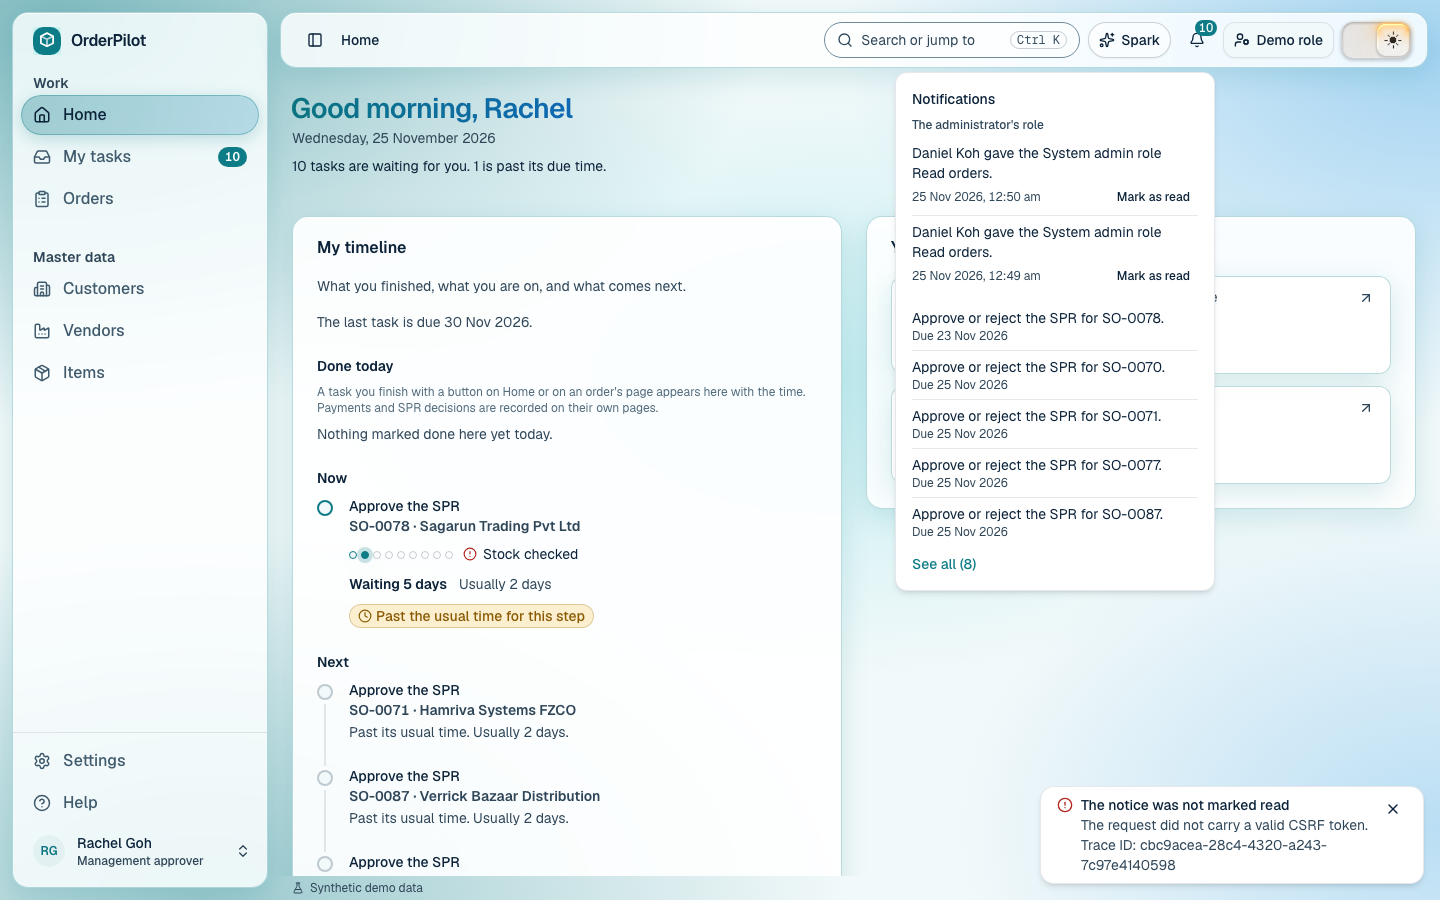 OrderPilot
Work
Home
My tasks
10
Orders
Master data
Customers
Vendors
Items
Settings
Help
RG
Rachel Goh
Management approver
Home
Search or jump to
Ctrl K
Spark
10
Demo role
Good morning, Rachel
Wednesday, 25 November 2026
10 tasks are waiting for you. 1 is past its due time.
My timeline
What you finished, what you are on, and what comes next.
The last task is due 30 Nov 2026.
Done today
A task you finish with a button on Home or on an order's page appears here with the time.
Payments and SPR decisions are recorded on their own pages.
Nothing marked done here yet today.
Now
Approve the SPR
SO-0078 · Sagarun Trading Pvt Ltd
Stock checked
Waiting 5 days Usually 2 days
Past the usual time for this step
Next
Approve the SPR
SO-0071 · Hamriva Systems FZCO
Past its usual time. Usually 2 days.
Approve the SPR
SO-0087 · Verrick Bazaar Distribution
Past its usual time. Usually 2 days.
Approve the SPR
Synthetic demo data
Notifications
The administrator's role
Daniel Koh gave the System admin role
Read orders.
25 Nov 2026, 12:50 am
Mark as read
Daniel Koh gave the System admin role
Read orders.
25 Nov 2026, 12:49 am
Mark as read
Approve or reject the SPR for SO-0078.
Due 23 Nov 2026
Approve or reject the SPR for SO-0070.
Due 25 Nov 2026
Approve or reject the SPR for SO-0071.
Due 25 Nov 2026
Approve or reject the SPR for SO-0077.
Due 25 Nov 2026
Approve or reject the SPR for SO-0087.
Due 25 Nov 2026
See all (8)
The notice was not marked read
The request did not carry a valid CSRF token.
Trace ID: cbc9acea-28c4-4320-a243-
7c97e4140598